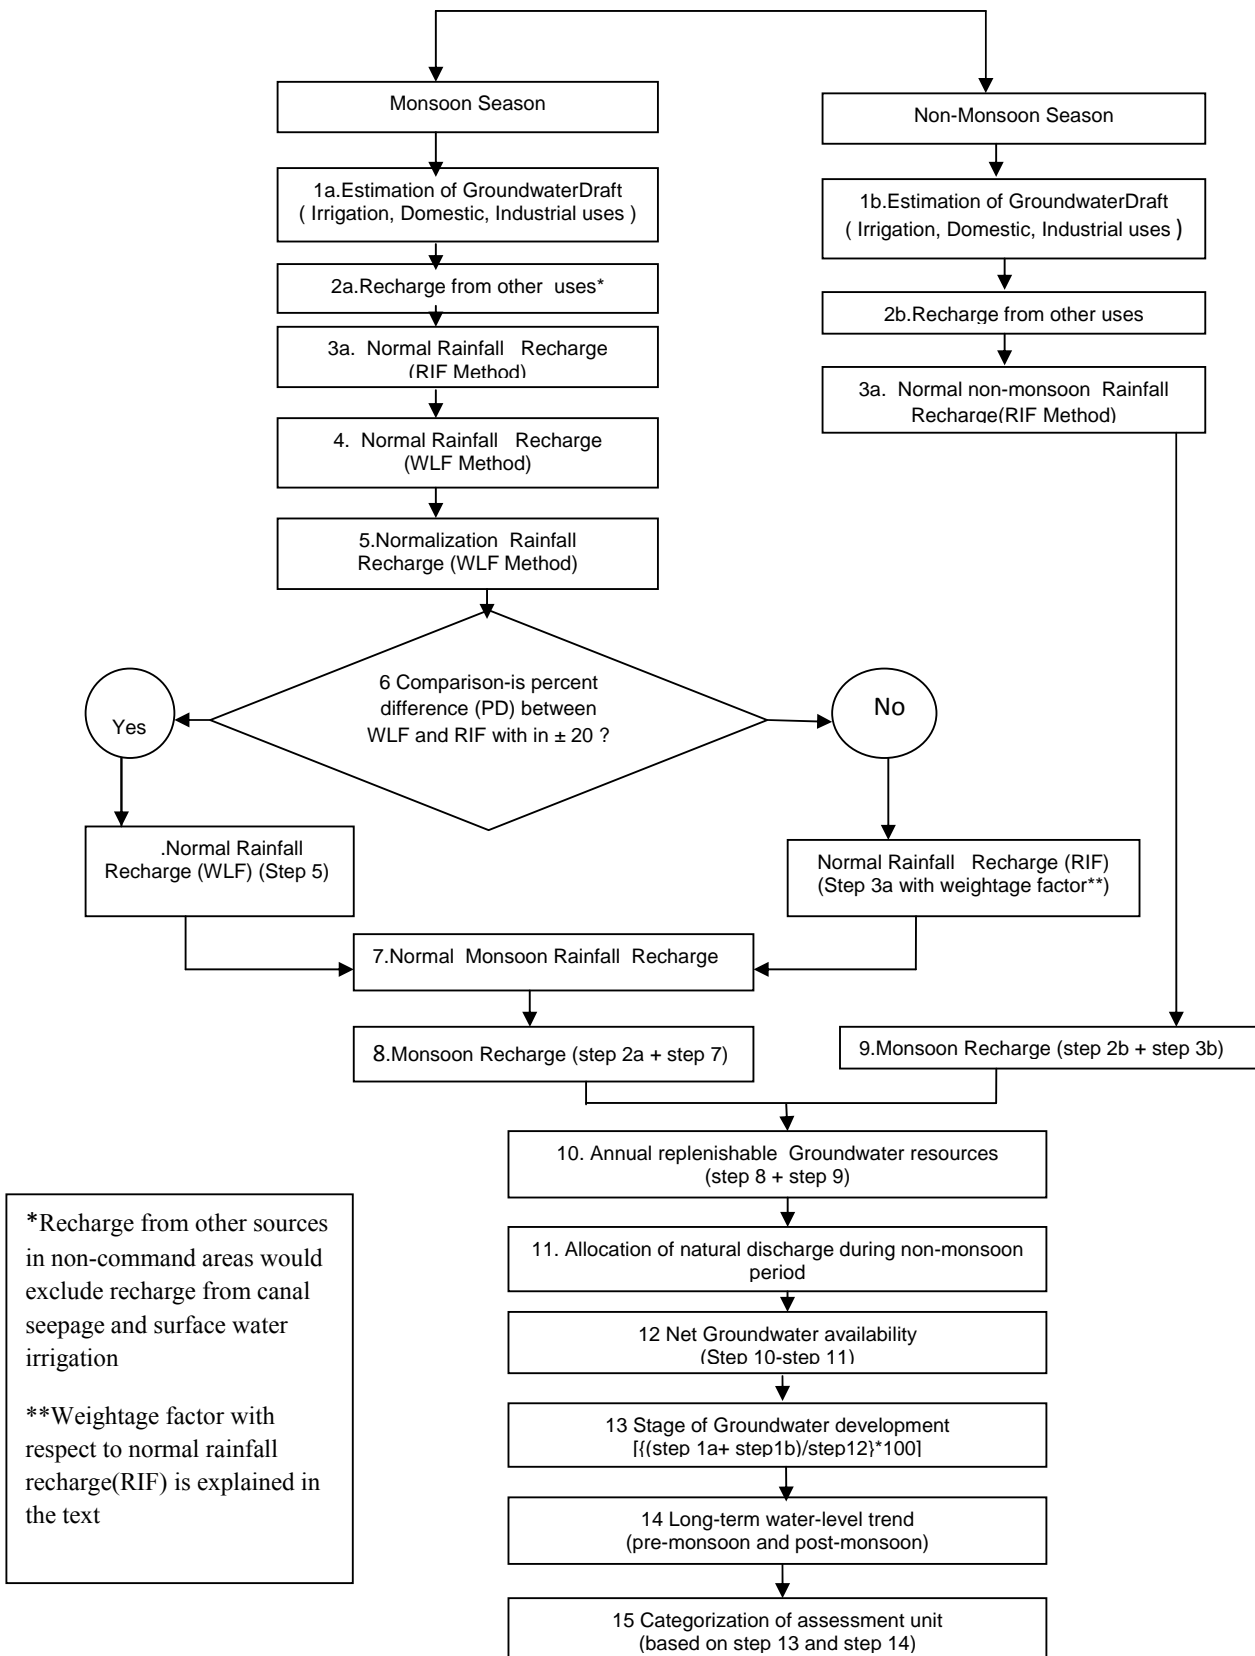 Monsoon Season
1a.Estimation of GroundwaterDraft
( Irrigation, Domestic, Industrial uses )
2a.Recharge from other uses*
3a. Normal Rainfall Recharge
(RIF Method)
4. Normal Rainfall Recharge
(WLF Method)
5.Normalization Rainfall
Recharge (WLF Method)
6 Comparison-is percent
difference (PD) between
WLF and RIF with in ± 20 ?
Yes
No
.Normal Rainfall
Recharge (WLF) (Step 5)
Normal Rainfall Recharge (RIF)
(Step 3a with weightage factor**)
7.Normal Monsoon Rainfall Recharge
8.Monsoon Recharge (step 2a + step 7)
Non-Monsoon Season
1b.Estimation of GroundwaterDraft
( Irrigation, Domestic, Industrial uses )
2b.Recharge from other uses
3a. Normal non-monsoon Rainfall
Recharge(RIF Method)
9.Monsoon Recharge (step 2b + step 3b)
10. Annual replenishable Groundwater resources
(step 8 + step 9)
11. Allocation of natural discharge during non-monsoon
period
12 Net Groundwater availability
(Step 10-step 11)
13 Stage of Groundwater development
[{(step 1a+ step1b)/step12}*100]
14 Long-term water-level trend
(pre-monsoon and post-monsoon)
15 Categorization of assessment unit
(based on step 13 and step 14)
*Recharge from other sources
in non-command areas would
exclude recharge from canal
seepage and surface water
irrigation
**Weightage factor with
respect to normal rainfall
recharge(RIF) is explained in
the text